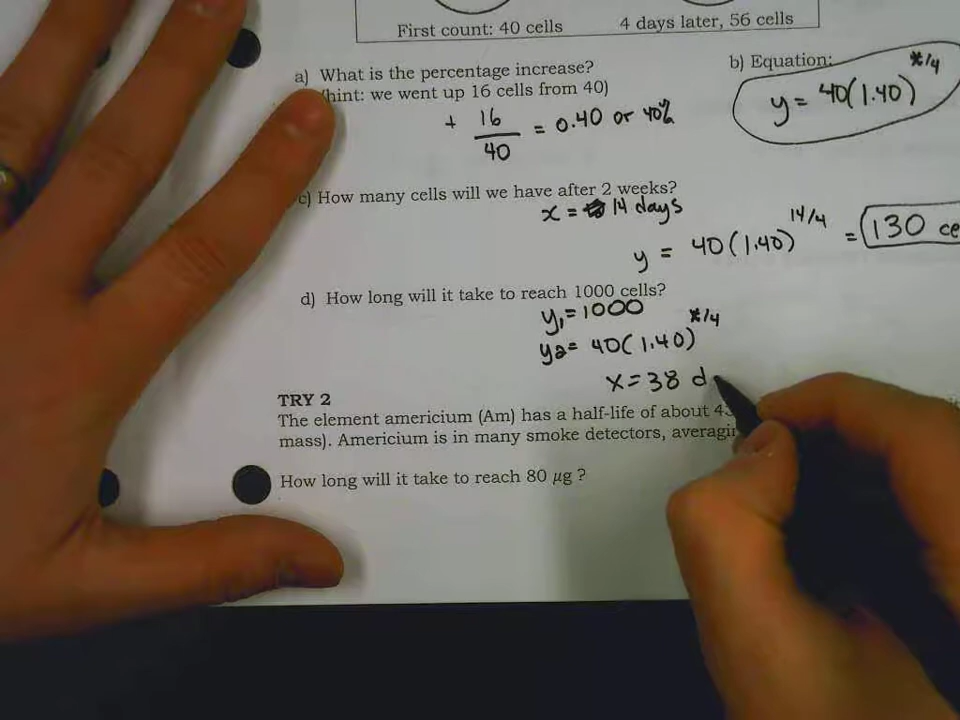 First count: 40 cells 4 days later, 56 cells
a) What is the percentage increase? b) Equation:
hint: we went up 16 cells from 40) y = 40(1.40)^x/4
+ 16/40 = 0.40 or 40%
c) How many cells will we have after 2 weeks?
x = 14 days
y = 40(1.40)^14/4 = 130 ce
d) How long will it take to reach 1000 cells?
y1 = 1000
y2 = 40(1.40)^x/4
x = 38 d
TRY 2
The element americium (Am) has a half-life of about 4
mass). Americium is in many smoke detectors, averagi
How long will it take to reach 80 µg ?